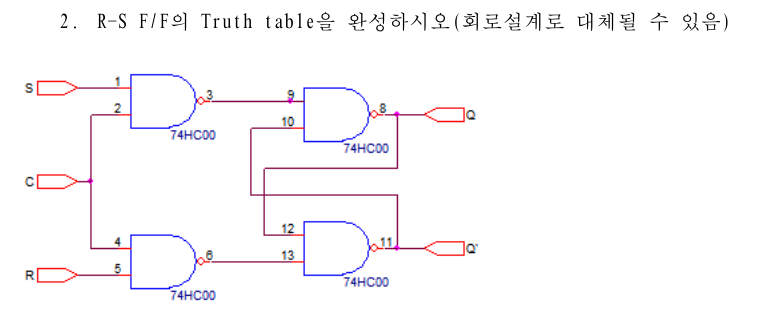 2. R-S F/F의 Truth table을 완성하시오(회로설계로 대체될 수 있음)
S 1 3 9 8 Q
2 10
74HC00 74HC00
C
4 6 12 11 Q'
R 5 13
74HC00 74HC00